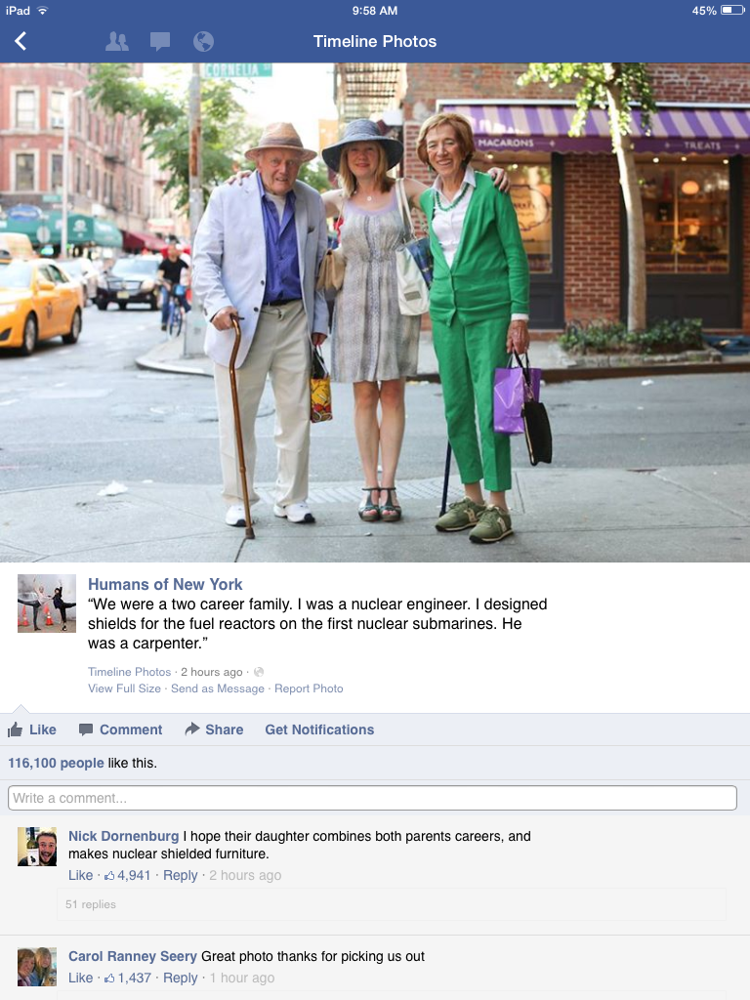 iPad 9:58 AM 45%
Timeline Photos
CORNELIA ST
MACARONS TREATS
Humans of New York
“We were a two career family. I was a nuclear engineer. I designed
shields for the fuel reactors on the first nuclear submarines. He
was a carpenter.”
Timeline Photos · 2 hours ago ·
View Full Size · Send as Message · Report Photo
Like Comment Share Get Notifications
116,100 people like this.
Write a comment...
Nick Dornenburg I hope their daughter combines both parents careers, and
makes nuclear shielded furniture.
Like · 4,941 · Reply · 2 hours ago
51 replies
Carol Ranney Seery Great photo thanks for picking us out
Like · 1,437 · Reply · 1 hour ago